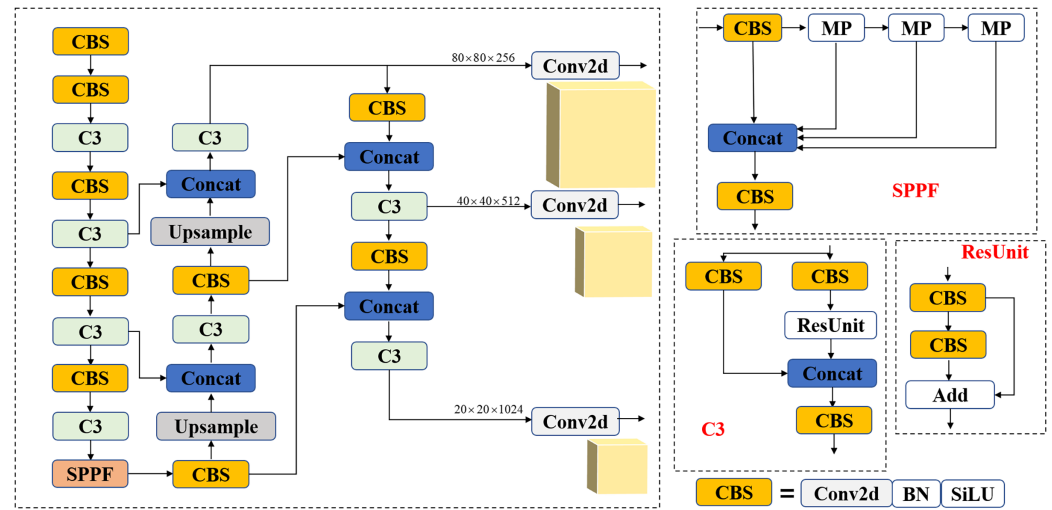 CBS
CBS
C3
CBS
C3
CBS
C3
CBS
C3
SPPF
C3
Concat
Upsample
CBS
C3
Concat
Upsample
CBS
80×80×256
Conv2d
CBS
Concat
C3
40×40×512
Conv2d
CBS
Concat
C3
20×20×1024
Conv2d
CBS MP MP MP
Concat
CBS
SPPF
CBS CBS
ResUnit
Concat
CBS
C3
ResUnit
CBS
CBS
Add
CBS = Conv2d BN SiLU